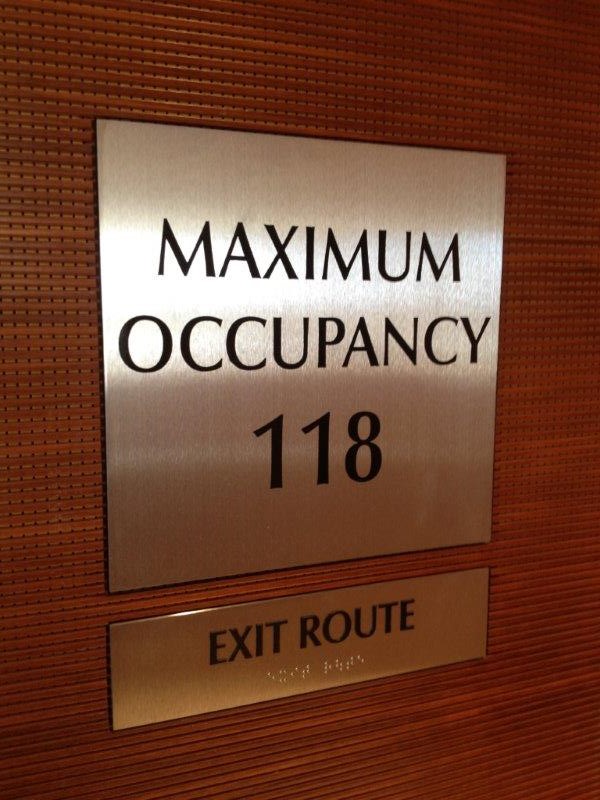 MAXIMUM
OCCUPANCY
118
EXIT ROUTE